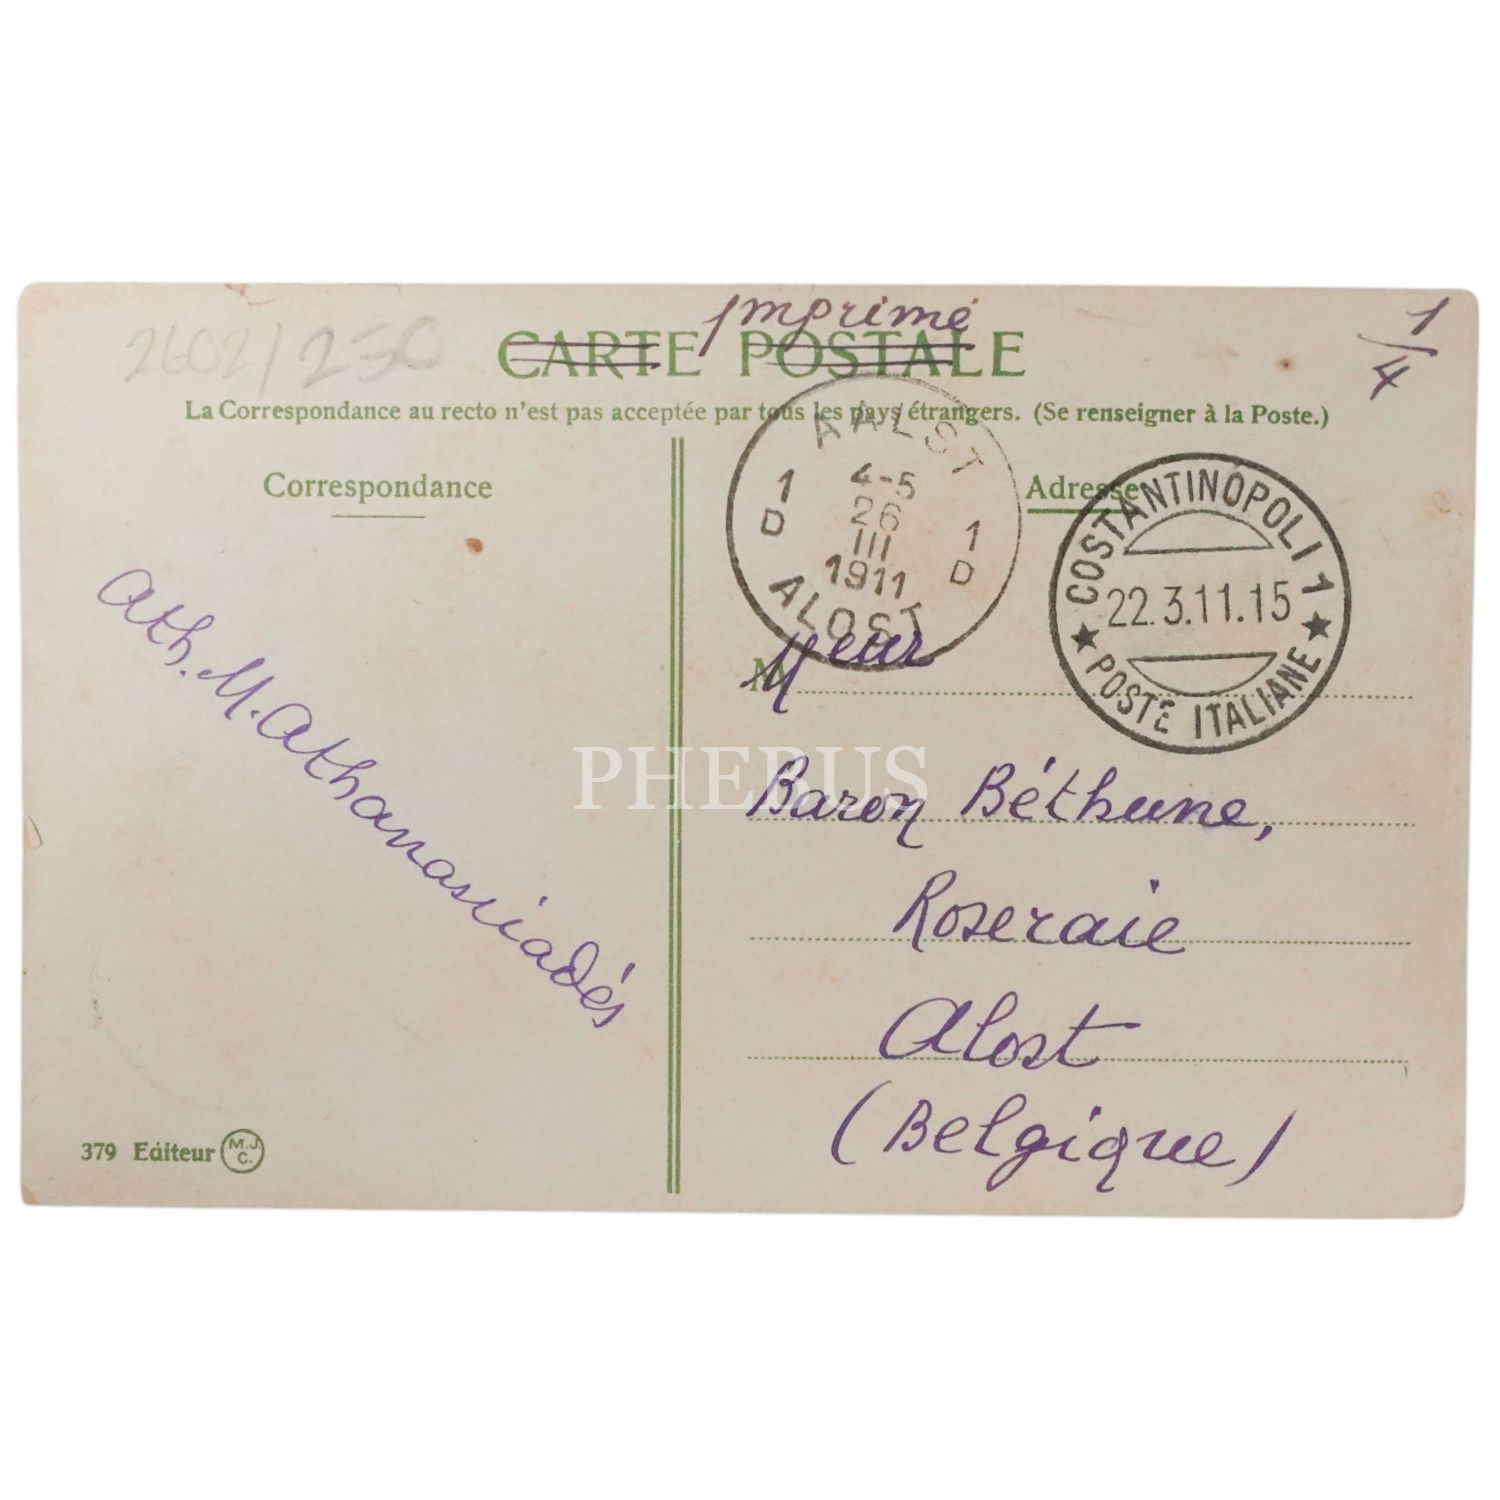 2602/250
Imprimé
1/4
CARTE POSTALE
La Correspondance au recto n'est pas acceptée par tous les pays étrangers. (Se renseigner à la Poste.)
Correspondance
Adresse
AALST
4-5
26
III
1911
1 D
1 D
ALOST
COSTANTINOPOLI 1
22.3.11.15
POSTE ITALIANE
Ath. M. Athanassiadés
Meur
Baron Béthune,
Roseraie
Alost
(Belgique)
379 Editeur M.J.C.
PHEBUS